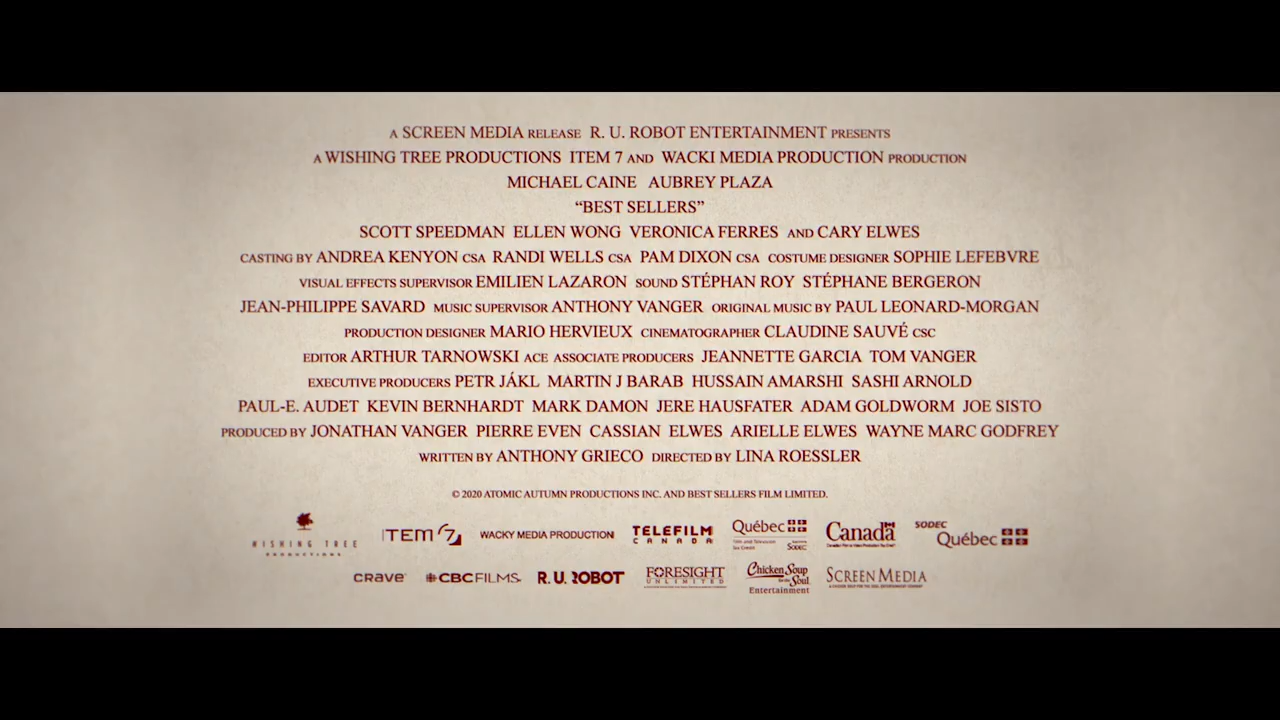 A SCREEN MEDIA RELEASE R. U. ROBOT ENTERTAINMENT PRESENTS
A WISHING TREE PRODUCTIONS ITEM 7 AND WACKI MEDIA PRODUCTION PRODUCTION
MICHAEL CAINE AUBREY PLAZA
“BEST SELLERS”
SCOTT SPEEDMAN ELLEN WONG VERONICA FERRES AND CARY ELWES
CASTING BY ANDREA KENYON CSA RANDI WELLS CSA PAM DIXON CSA COSTUME DESIGNER SOPHIE LEFEBVRE
VISUAL EFFECTS SUPERVISOR EMILIEN LAZARON SOUND STÉPHAN ROY STÉPHANE BERGERON
JEAN-PHILIPPE SAVARD MUSIC SUPERVISOR ANTHONY VANGER ORIGINAL MUSIC BY PAUL LEONARD-MORGAN
PRODUCTION DESIGNER MARIO HERVIEUX CINEMATOGRAPHER CLAUDINE SAUVÉ CSC
EDITOR ARTHUR TARNOWSKI ACE ASSOCIATE PRODUCERS JEANNETTE GARCIA TOM VANGER
EXECUTIVE PRODUCERS PETR JÁKL MARTIN J BARAB HUSSAIN AMARSHI SASHI ARNOLD
PAUL-E. AUDET KEVIN BERNHARDT MARK DAMON JERE HAUSFATER ADAM GOLDWORM JOE SISTO
PRODUCED BY JONATHAN VANGER PIERRE EVEN CASSIAN ELWES ARIELLE ELWES WAYNE MARC GODFREY
WRITTEN BY ANTHONY GRIECO DIRECTED BY LINA ROESSLER
© 2020 ATOMIC AUTUMN PRODUCTIONS INC. AND BEST SELLERS FILM LIMITED.
WISHING TREE PRODUCTIONS ITEM 7 WACKY MEDIA PRODUCTION TELEFILM CANADA Québec Film and Television Tax Credit SODEC Canada SODEC Québec
CRAVE CBC FILMS R. U. ROBOT FORESIGHT UNLIMITED Chicken Soup for the Soul Entertainment SCREEN MEDIA